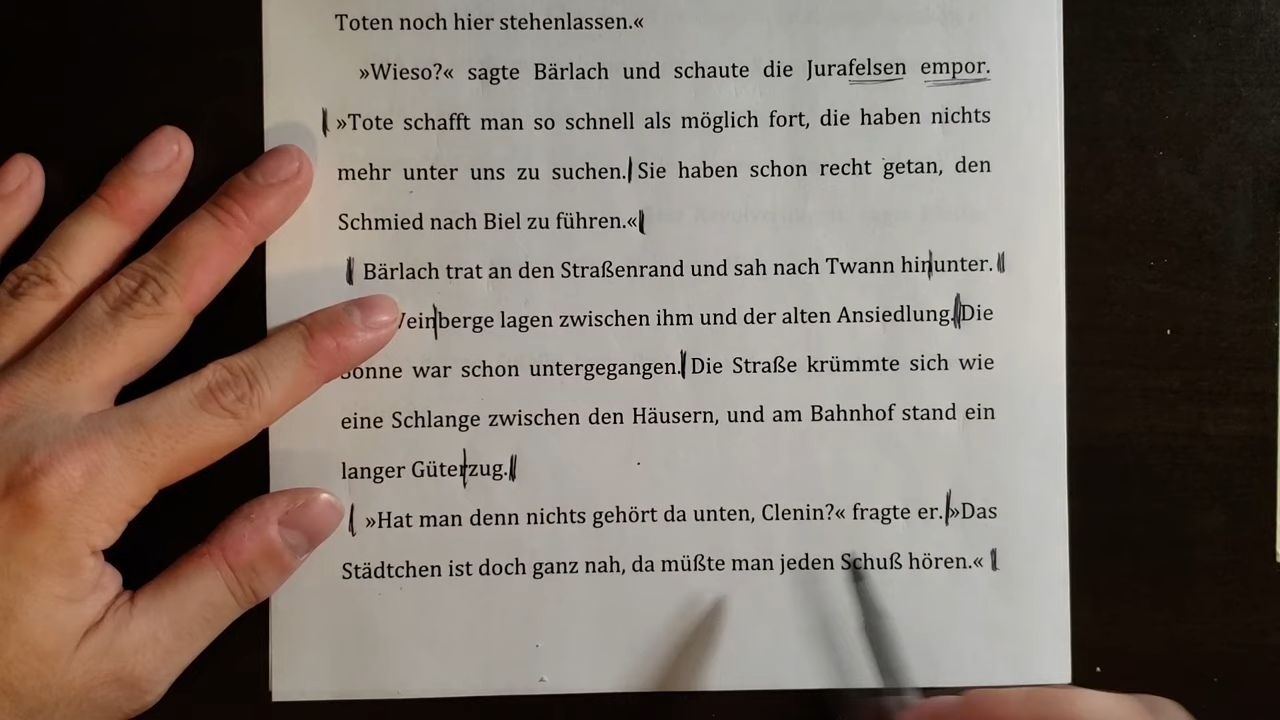 Toten noch hier stehenlassen.«
»Wieso?« sagte Bärlach und schaute die Jurafelsen empor.
»Tote schafft man so schnell als möglich fort, die haben nichts
mehr unter uns zu suchen. Sie haben schon recht getan, den
Schmied nach Biel zu führen.«
Bärlach trat an den Straßenrand und sah nach Twann hinunter.
berge lagen zwischen ihm und der alten Ansiedlung. Die
Sonne war schon untergegangen. Die Straße krümmte sich wie
eine Schlange zwischen den Häusern, und am Bahnhof stand ein
langer Güterzug.
»Hat man denn nichts gehört da unten, Clenin?« fragte er. »Das
Städtchen ist doch ganz nah, da müßte man jeden Schuß hören.«